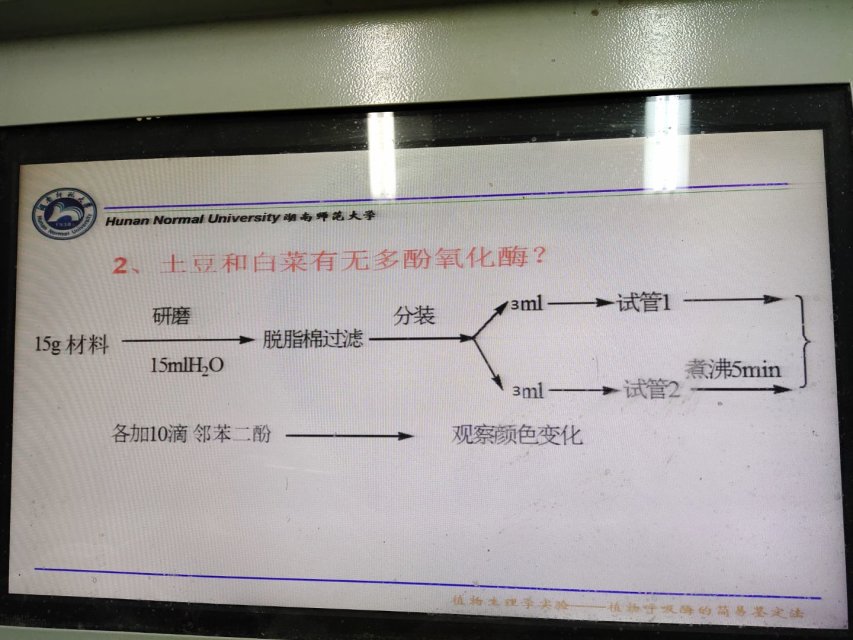 Hunan Normal University 湖南师范大学
2、土豆和白菜有无多酚氧化酶?
研磨
分装
3ml
试管1
15g 材料
脱脂棉过滤
15mlH₂O
3ml
试管2
煮沸5min
各加10滴 邻苯二酚
观察颜色变化
植物生理学实验——植物呼吸酶的简易鉴定法